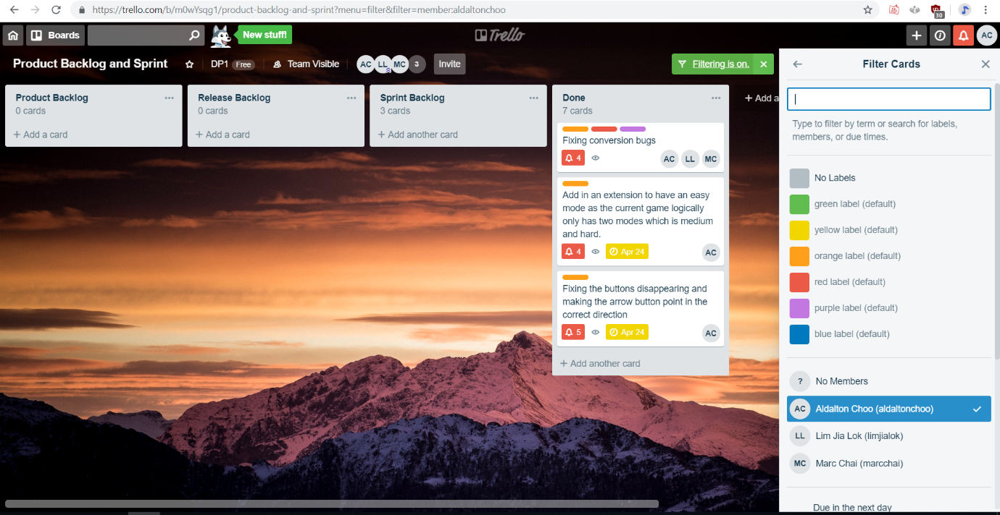 https://trello.com/b/m0wYsqg1/product-backlog-and-sprint?menu=filter&filter=member:aldaltonchoo
30
Boards
New stuff!
Trello
AC
Product Backlog and Sprint
DP1 Free
Team Visible
AC LL MC 3
Invite
Filtering is on.
Product Backlog
0 cards
+ Add a card
Release Backlog
0 cards
+ Add a card
Sprint Backlog
3 cards
+ Add another card
Done
7 cards
Fixing conversion bugs
4
AC LL MC
Add in an extension to have an easy
mode as the current game logically
only has two modes which is medium
and hard.
4 Apr 24 AC
Fixing the buttons disappearing and
making the arrow button point in the
correct direction
5 Apr 24 AC
+ Add another card
+ Add a
Filter Cards
Type to filter by term or search for labels,
members, or due times.
No Labels
green label (default)
yellow label (default)
orange label (default)
red label (default)
purple label (default)
blue label (default)
? No Members
AC Aldalton Choo (aldaltonchoo)
LL Lim Jia Lok (limjialok)
MC Marc Chai (marcchai)
Due in the next day